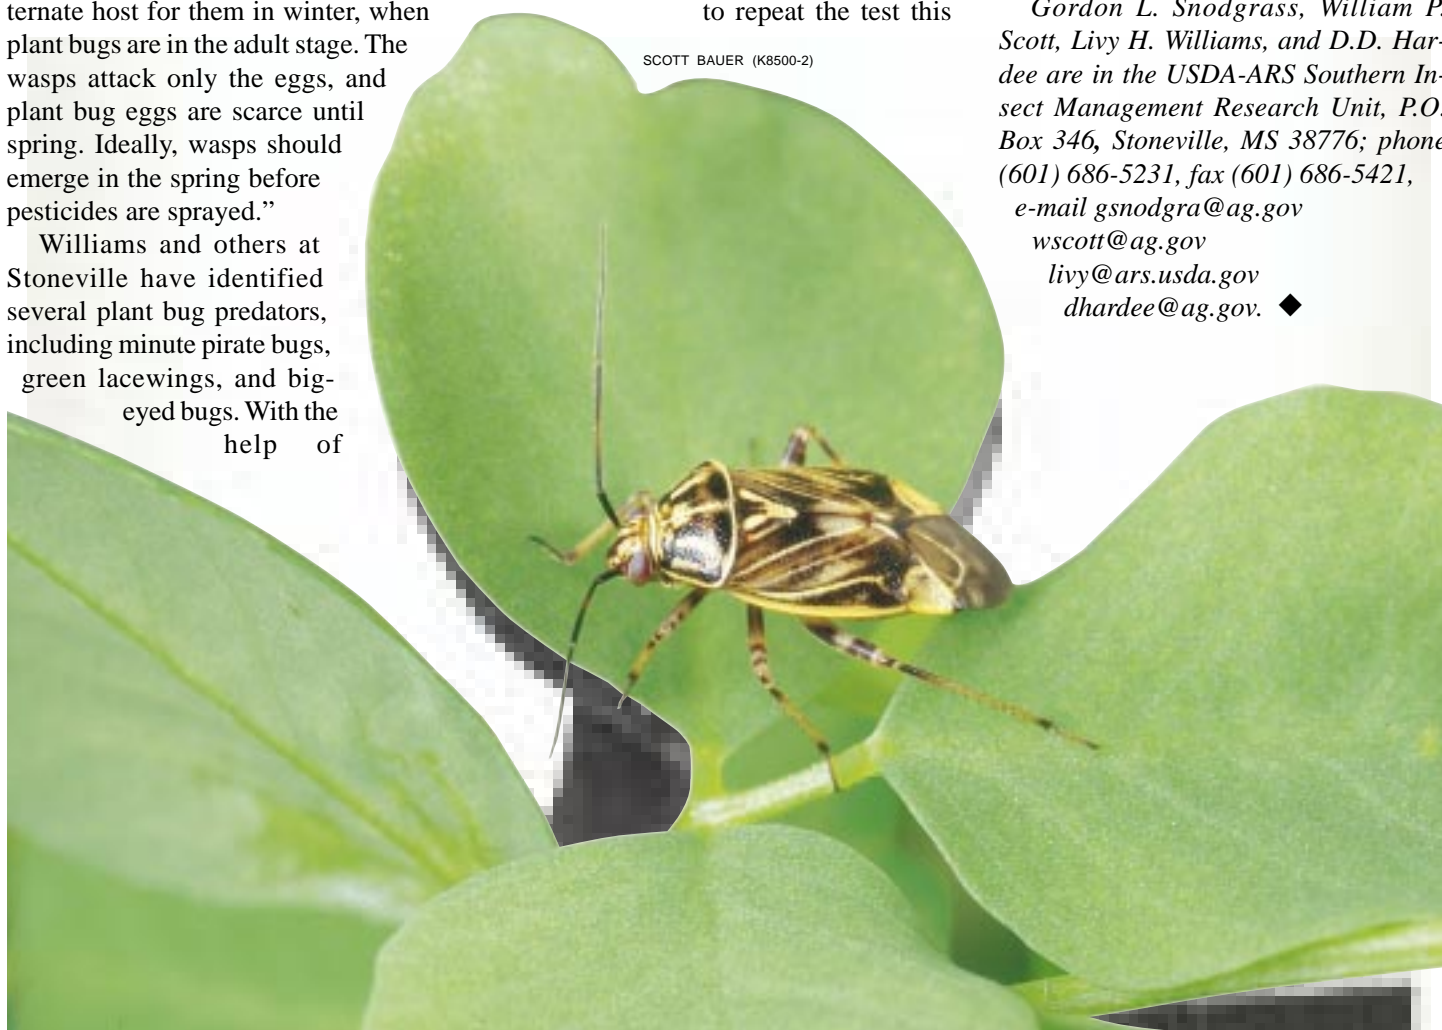 ternate host for them in winter, when
plant bugs are in the adult stage. The
wasps attack only the eggs, and
plant bug eggs are scarce until
spring. Ideally, wasps should
emerge in the spring before
pesticides are sprayed.”
Williams and others at
Stoneville have identified
several plant bug predators,
including minute pirate bugs,
green lacewings, and big-
eyed bugs. With the
help of
to repeat the test this
SCOTT BAUER (K8500-2)
Gordon L. Snodgrass, William P.
Scott, Livy H. Williams, and D.D. Har-
dee are in the USDA-ARS Southern In-
sect Management Research Unit, P.O.
Box 346, Stoneville, MS 38776; phone
(601) 686-5231, fax (601) 686-5421,
e-mail gsnodgra@ag.gov
wscott@ag.gov
livy@ars.usda.gov
dhardee@ag.gov. ◆